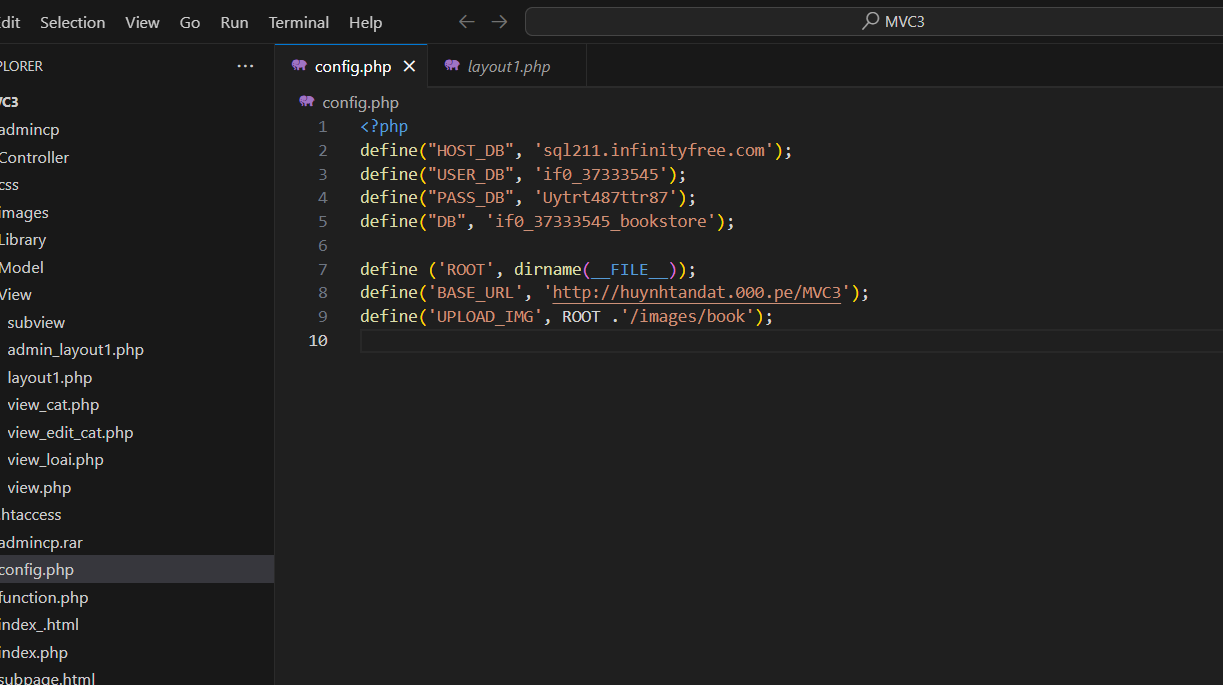 dit Selection View Go Run Terminal Help ← → MVC3
PLORER ...
VC3
admincp
Controller
css
images
Library
Model
View
subview
admin_layout1.php
layout1.php
view_cat.php
view_edit_cat.php
view_loai.php
view.php
.htaccess
admincp.rar
config.php
function.php
index_.html
index.php
subpage.html
config.php × layout1.php
config.php
1 <?php
2 define("HOST_DB", 'sql211.infinityfree.com');
3 define("USER_DB", 'if0_37333545');
4 define("PASS_DB", 'Uytrt487ttr87');
5 define("DB", 'if0_37333545_bookstore');
6
7 define ('ROOT', dirname(__FILE__));
8 define('BASE_URL', 'http://huynhtandat.000.pe/MVC3');
9 define('UPLOAD_IMG', ROOT .'/images/book');
10